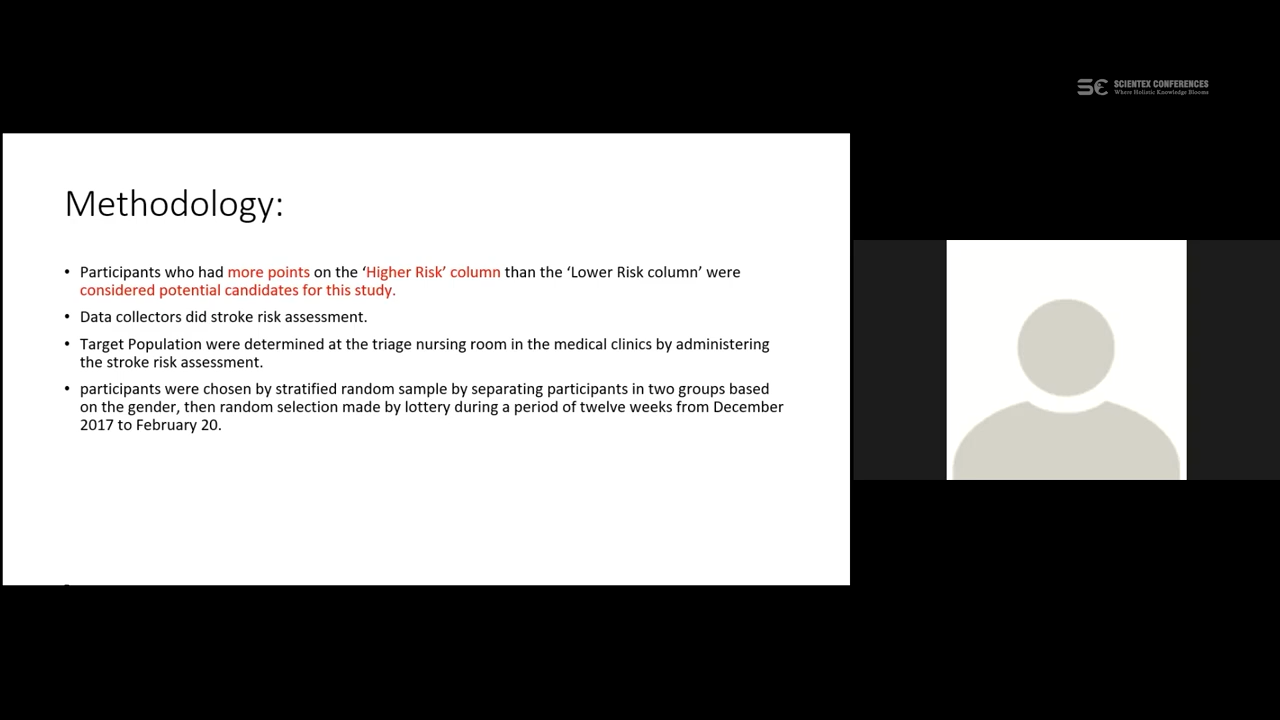 SCIENTEX CONFERENCES
Where Holistic Knowledge Blooms
Methodology:
• Participants who had more points on the ‘Higher Risk’ column than the ‘Lower Risk column’ were
considered potential candidates for this study.
• Data collectors did stroke risk assessment.
• Target Population were determined at the triage nursing room in the medical clinics by administering
the stroke risk assessment.
• participants were chosen by stratified random sample by separating participants in two groups based
on the gender, then random selection made by lottery during a period of twelve weeks from December
2017 to February 20.